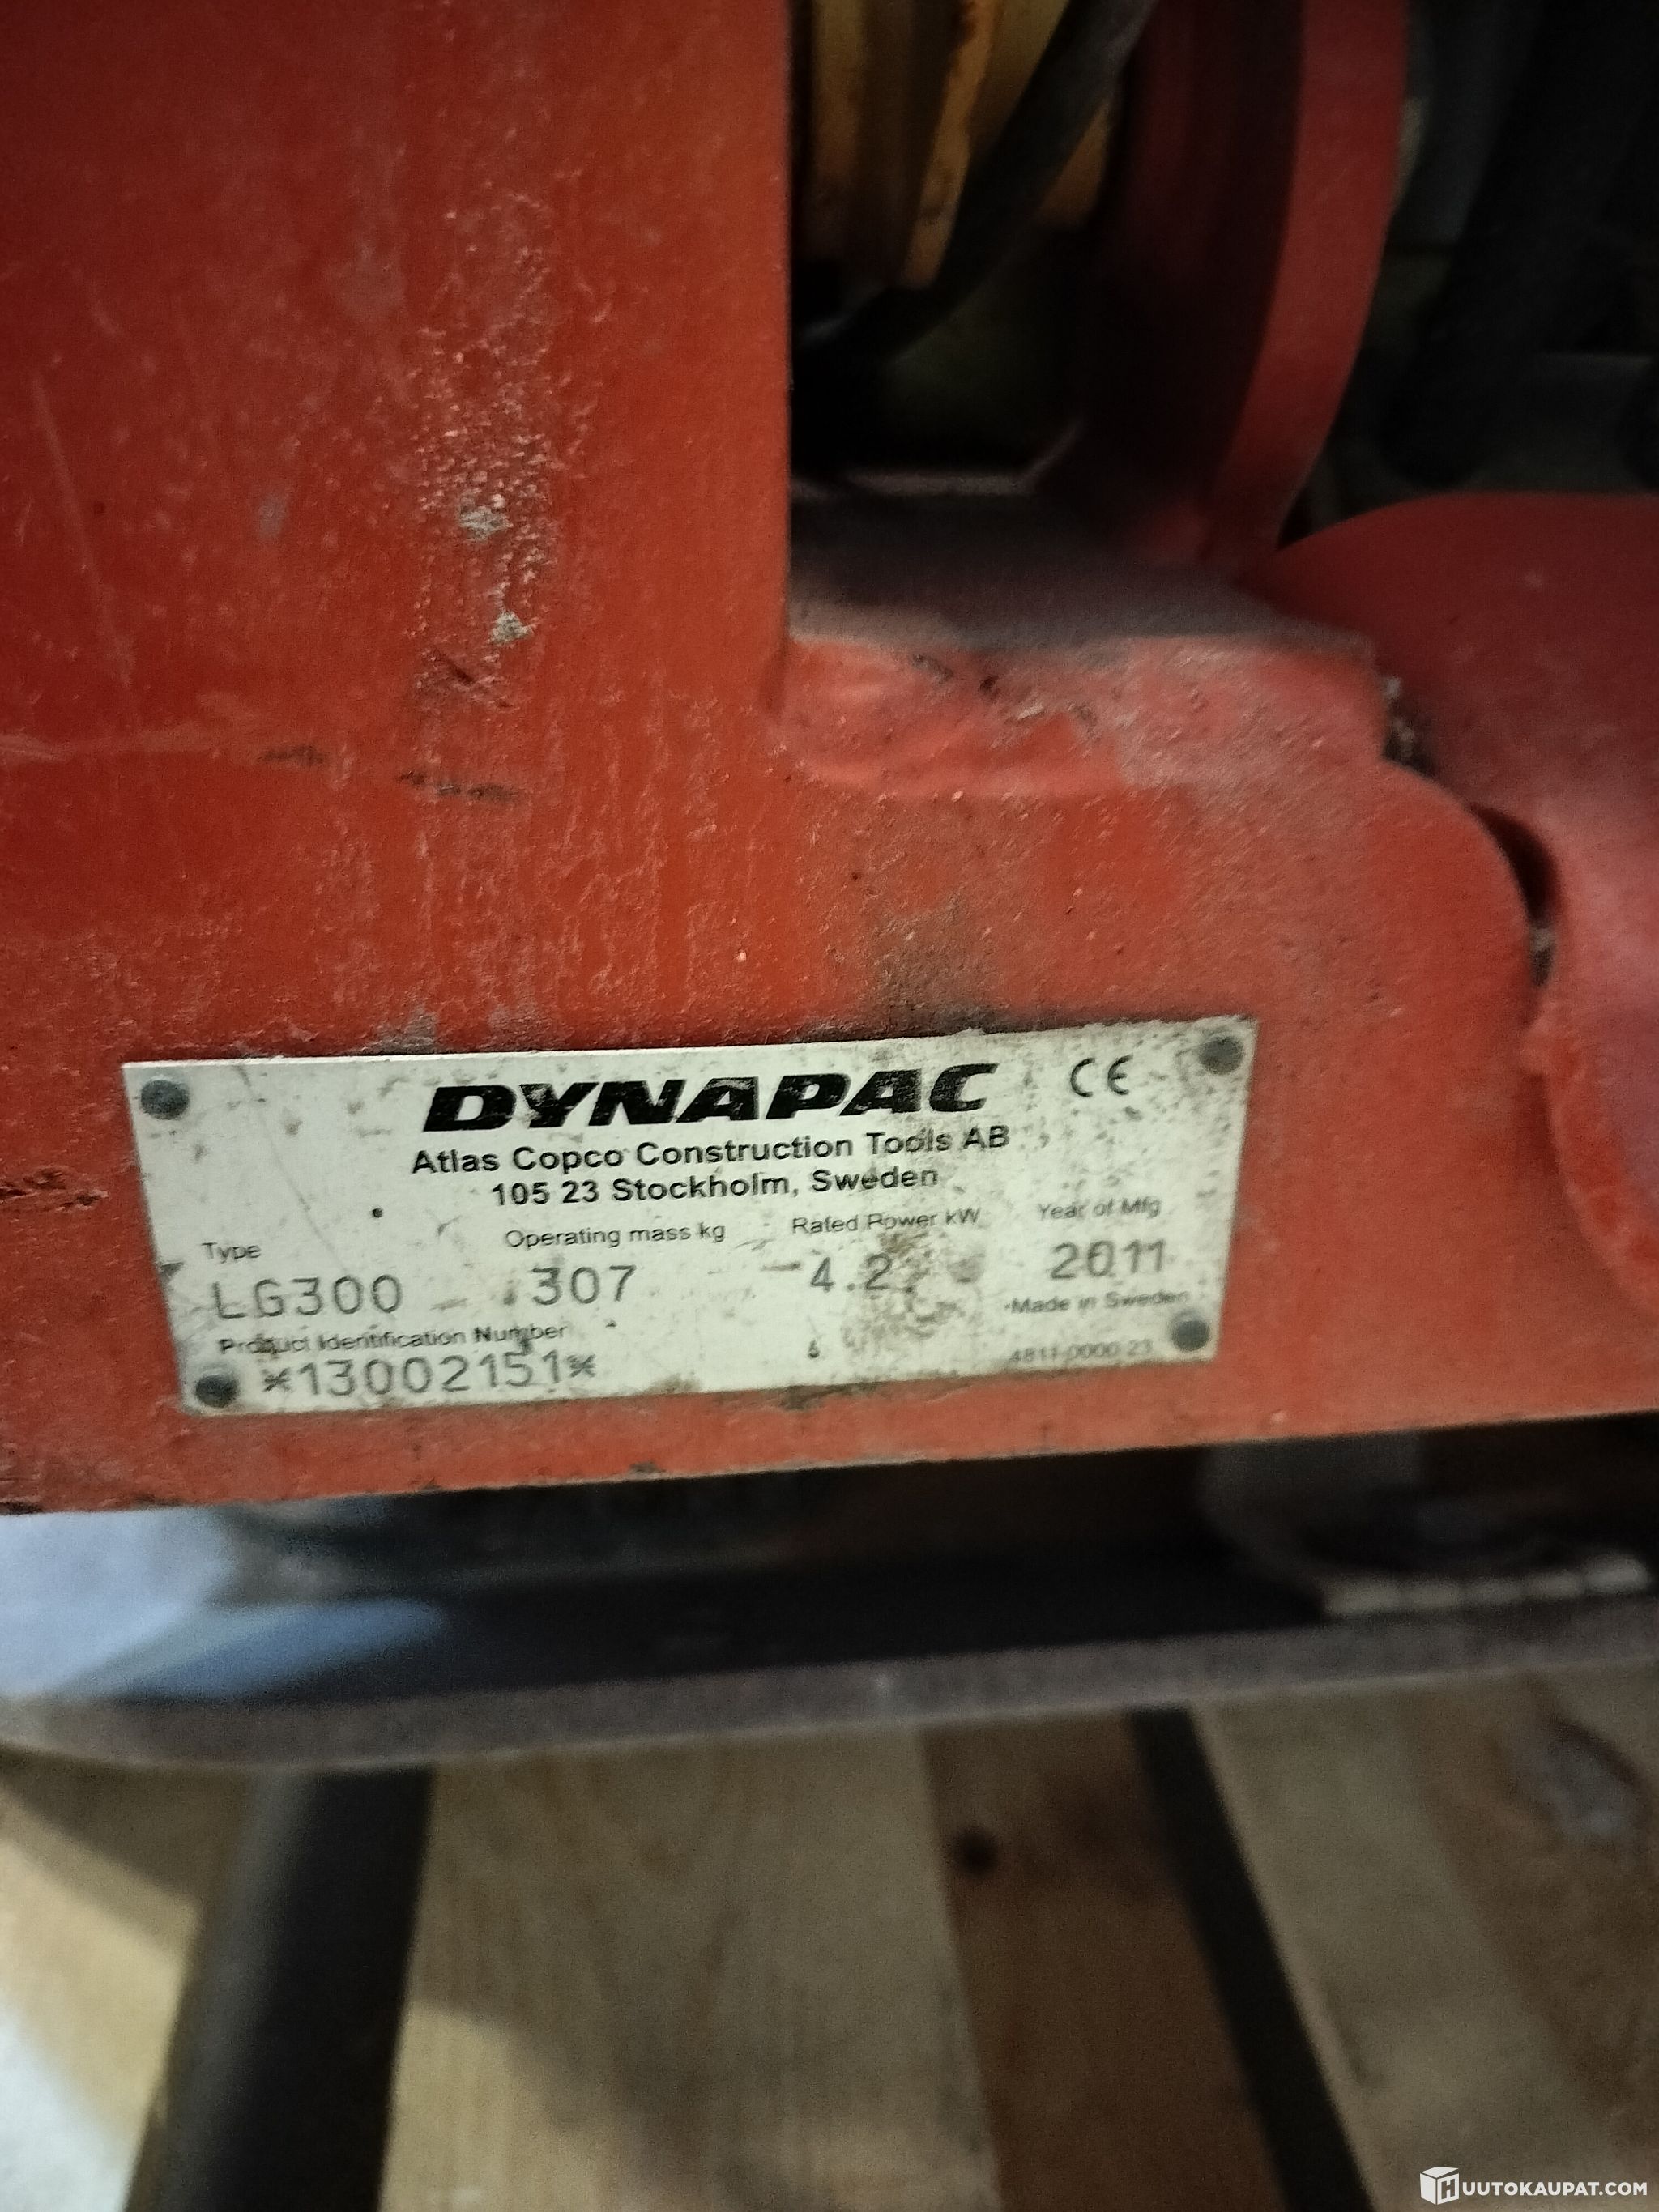 DYNAPAC CE
Atlas Copco Construction Tools AB
105 23 Stockholm, Sweden
Type Operating mass kg Rated Power kW Year of Mfg
LG300 307 4.2 2011
Made in Sweden
Product Identification Number
*13002151*
4811-0000-23
HUUTOKAUPAT.COM